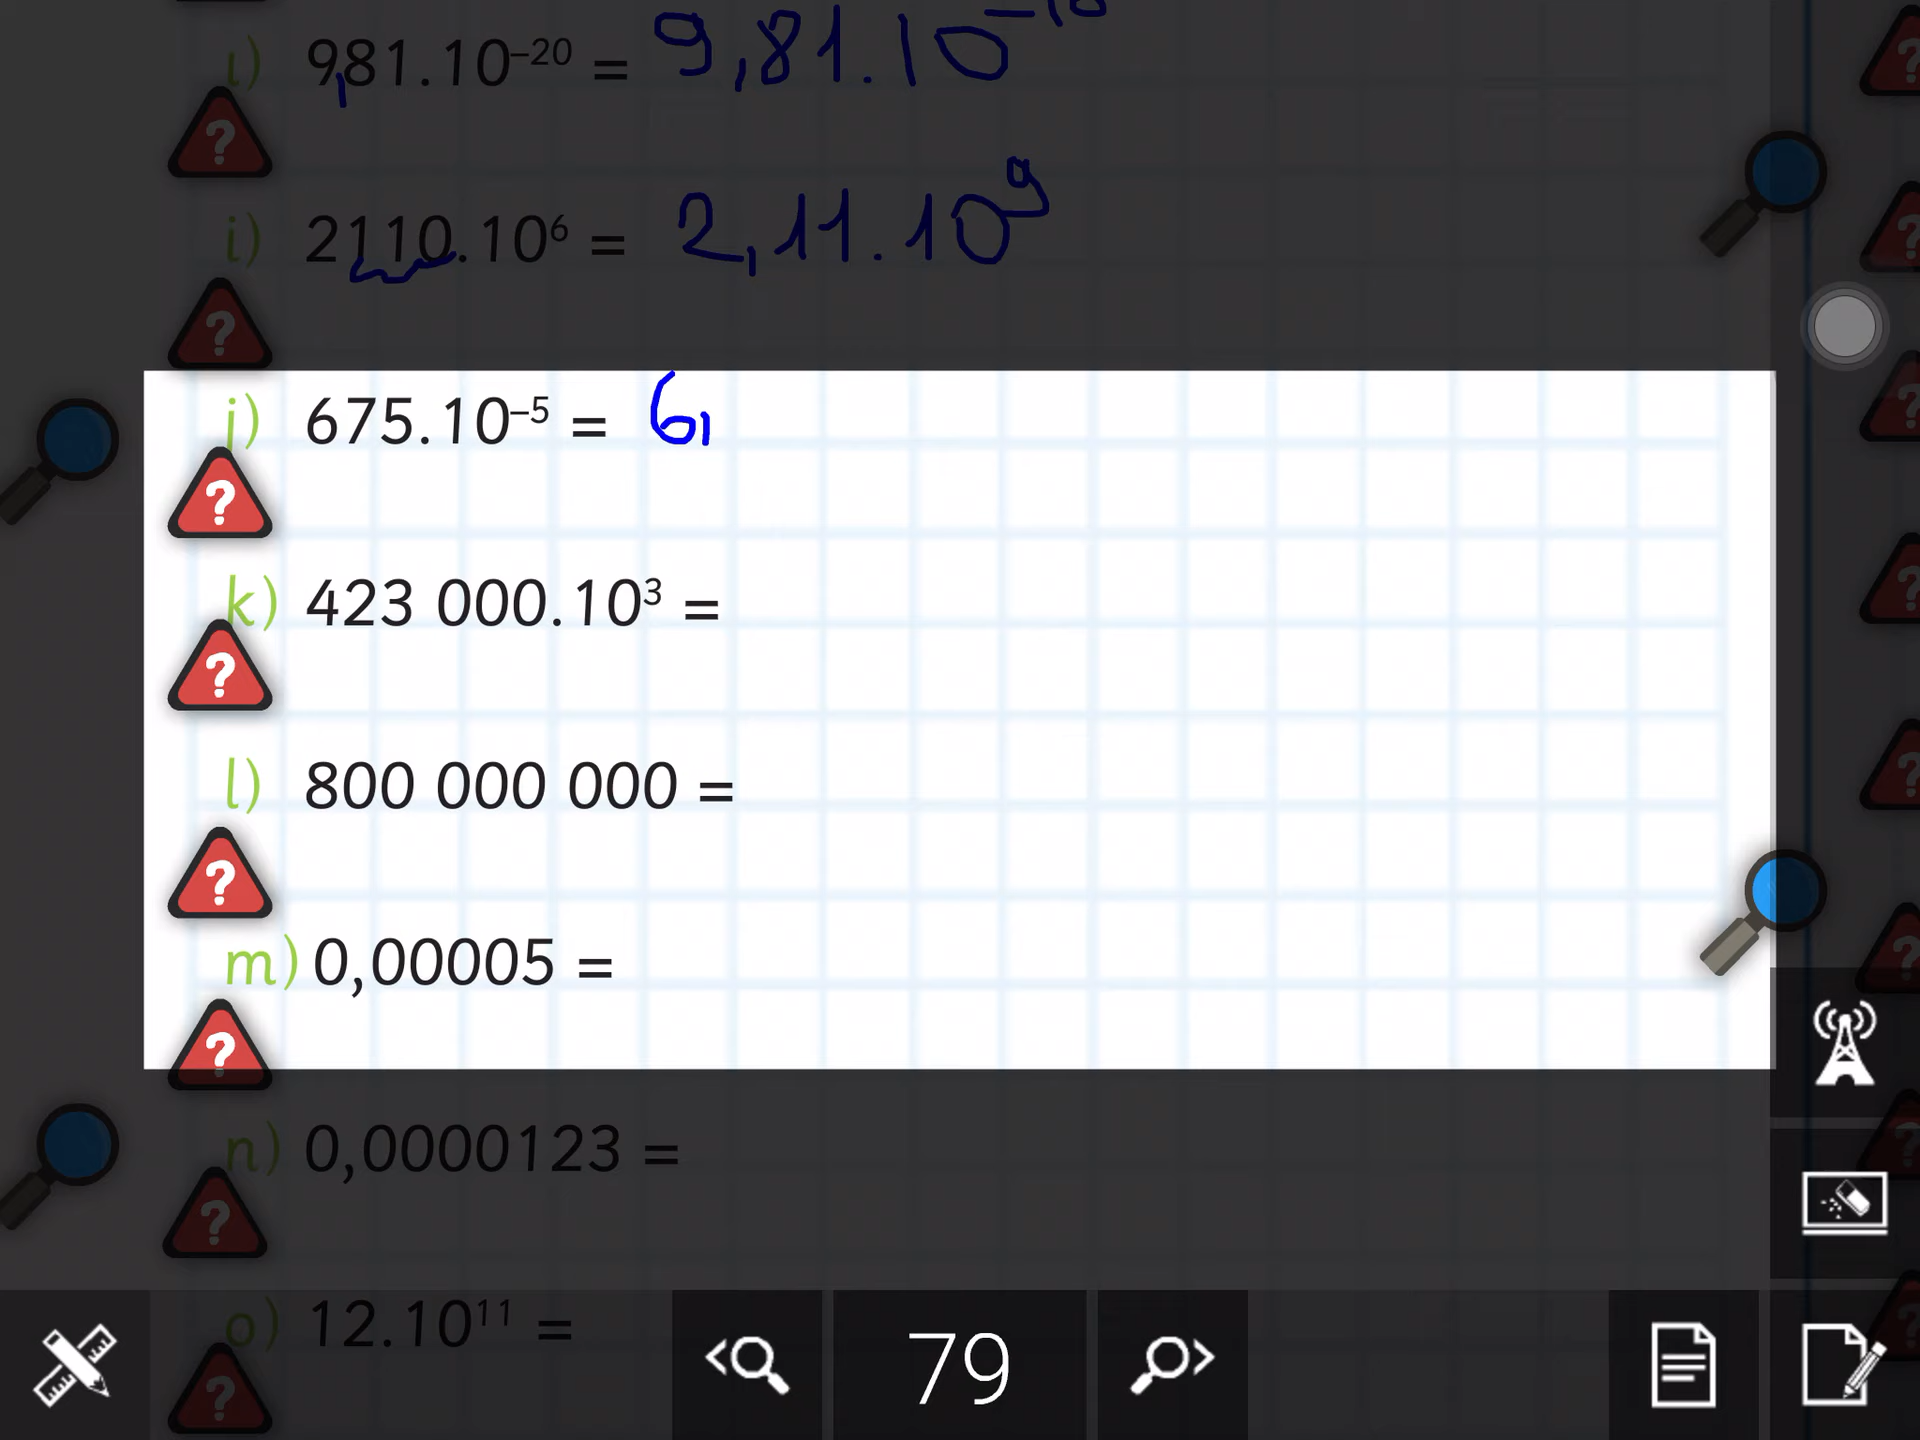 ı) 981.10⁻²⁰ = 9,81.10⁻¹⁸
i) 2110.10⁶ = 2,11.10⁹
j) 675.10⁻⁵ = 6,
k) 423 000.10³ =
l) 800 000 000 =
m) 0,00005 =
n) 0,0000123 =
o) 12.10¹¹ =
79